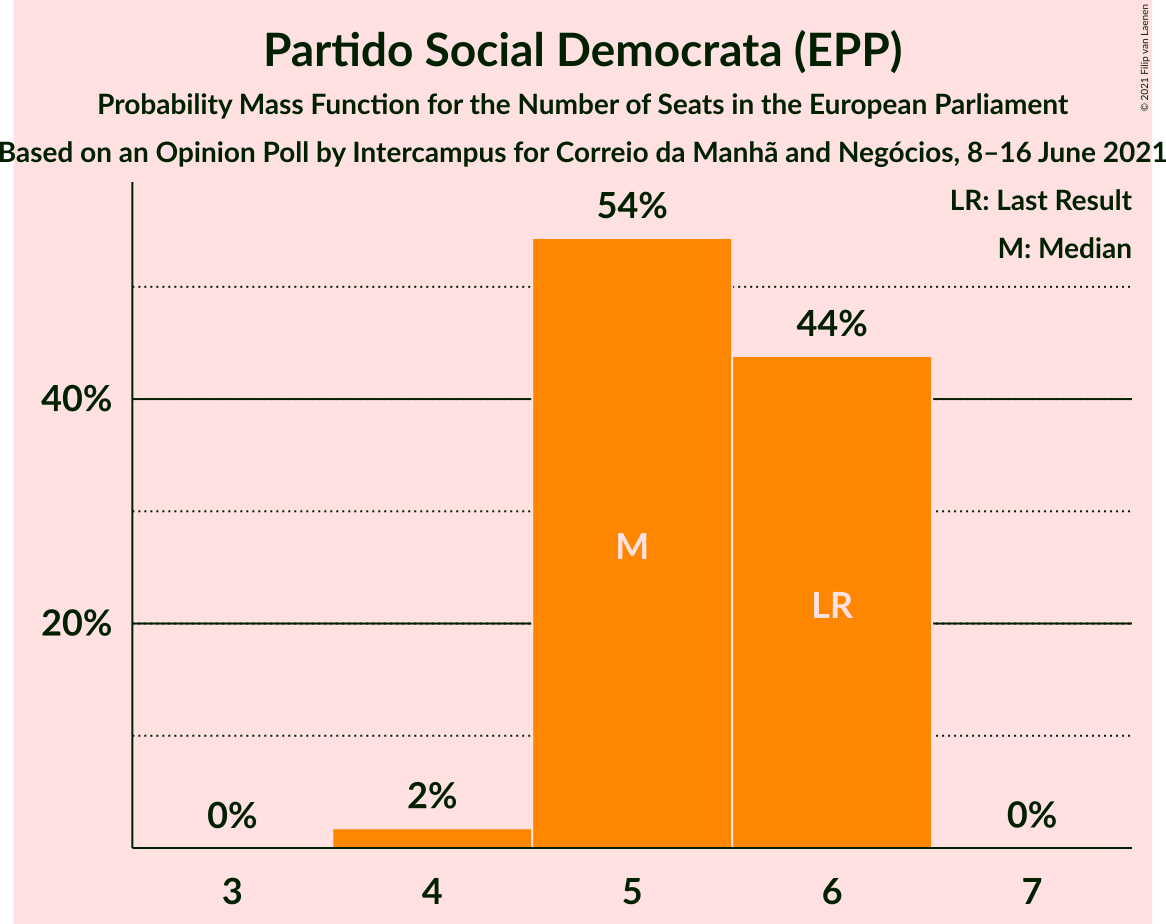 Partido Social Democrata (EPP)
Probability Mass Function for the Number of Seats in the European Parliament
Based on an Opinion Poll by Intercampus for Correio da Manhã and Negócios, 8–16 June 2021
© 2021 Filip van Laenen
LR: Last Result
M: Median
54%
44%
40%
M
LR
20%
2%
0%
0%
3 4 5 6 7